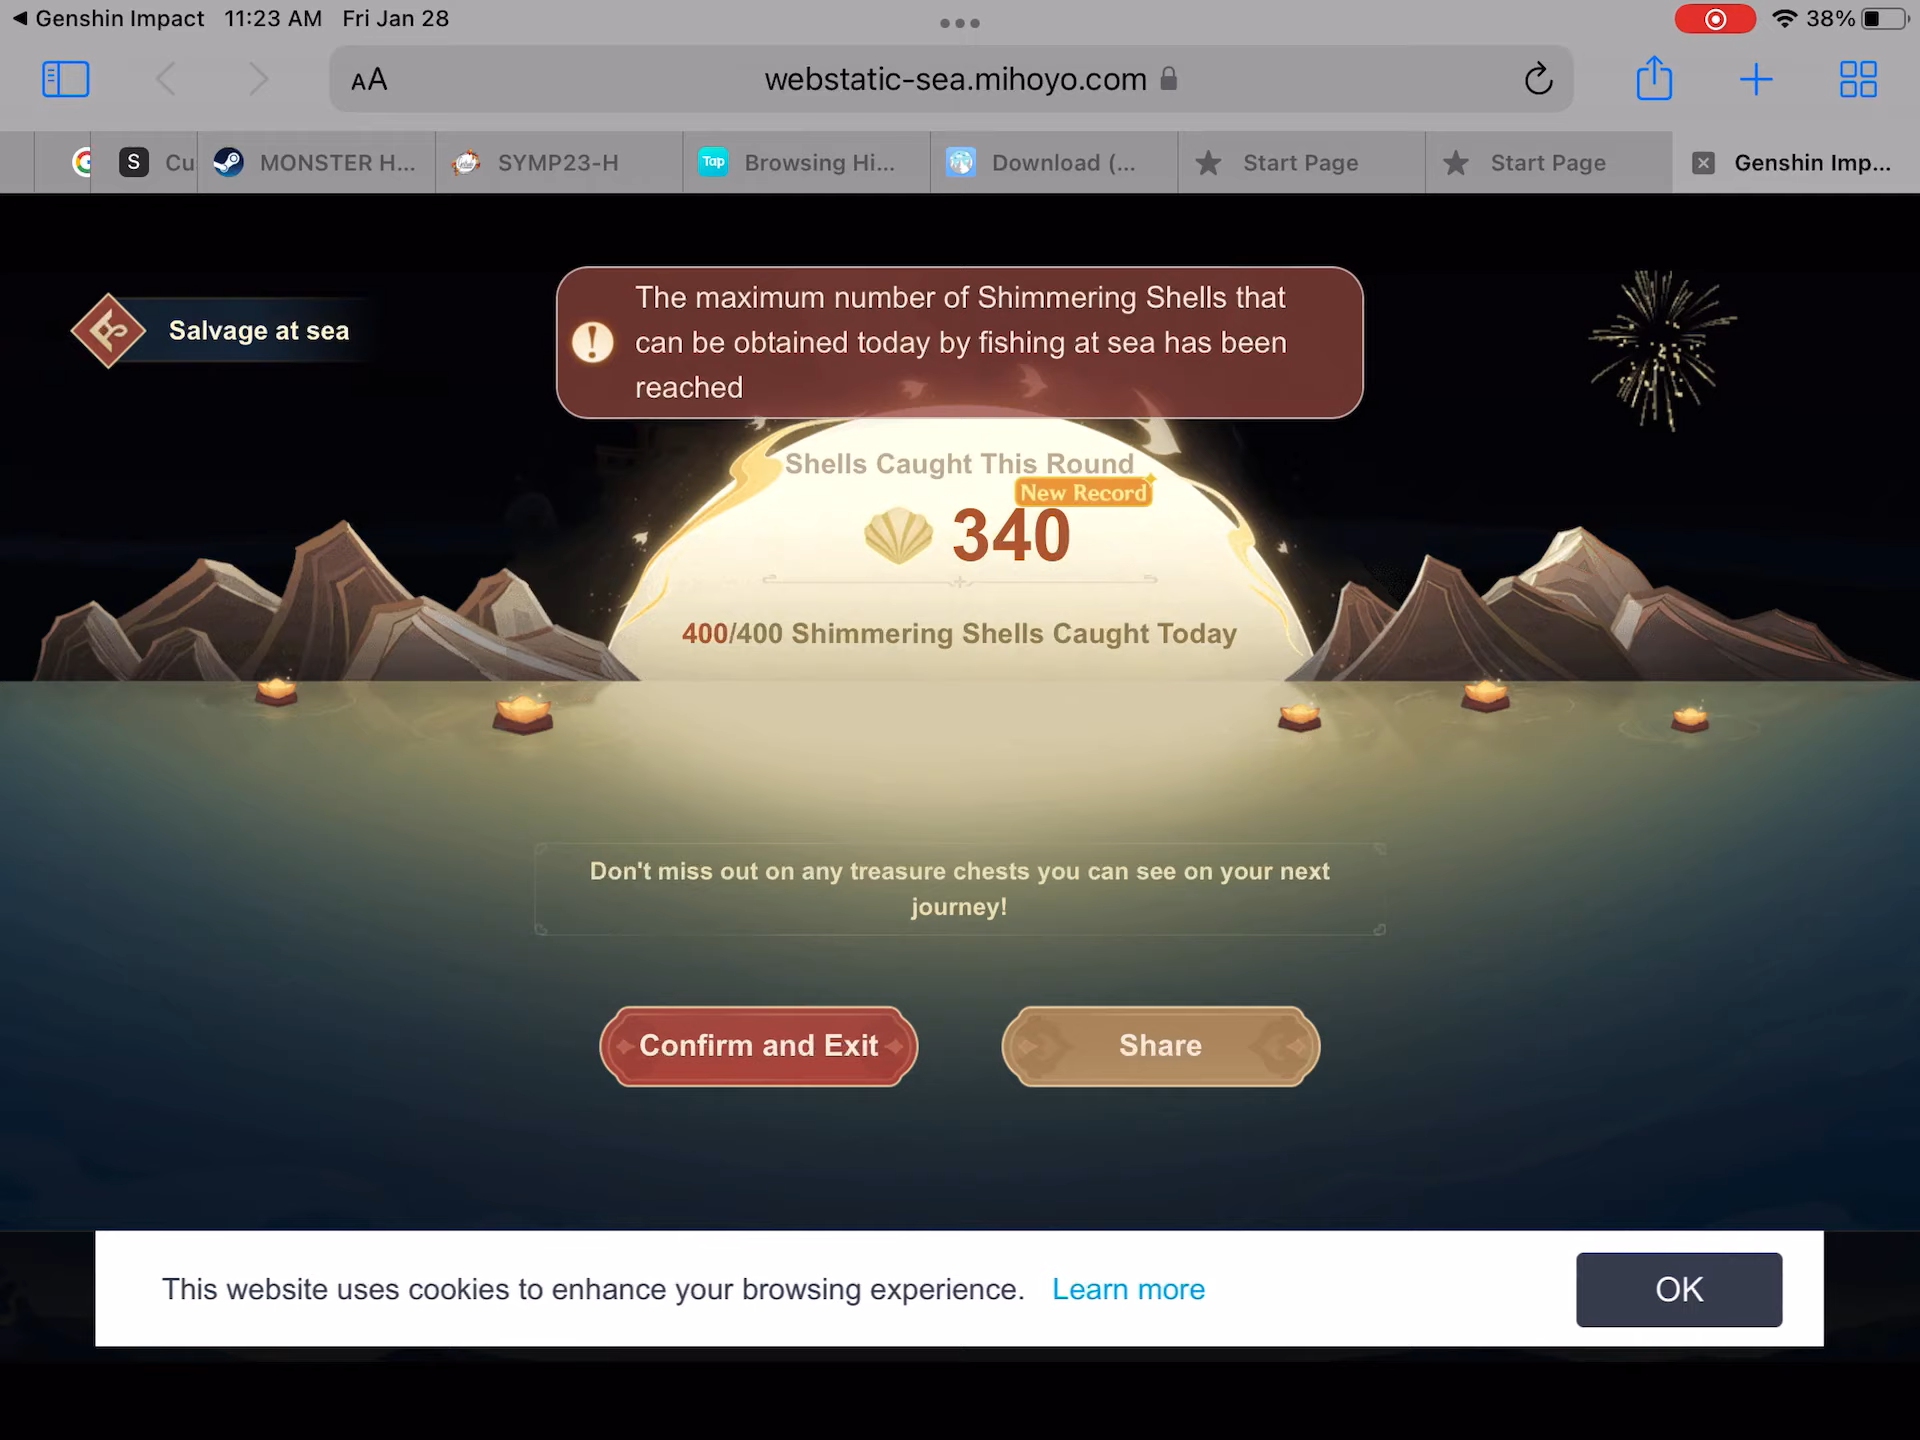 ◀ Genshin Impact 11:23 AM Fri Jan 28 38%
AA webstatic-sea.mihoyo.com
S Cu MONSTER H... SYMP23-H Tap Browsing Hi... Download (... Start Page Start Page Genshin Imp...
Salvage at sea
The maximum number of Shimmering Shells that
can be obtained today by fishing at sea has been
reached
Shells Caught This Round
New Record
340
400/400 Shimmering Shells Caught Today
Don't miss out on any treasure chests you can see on your next
journey!
Confirm and Exit Share
This website uses cookies to enhance your browsing experience. Learn more OK